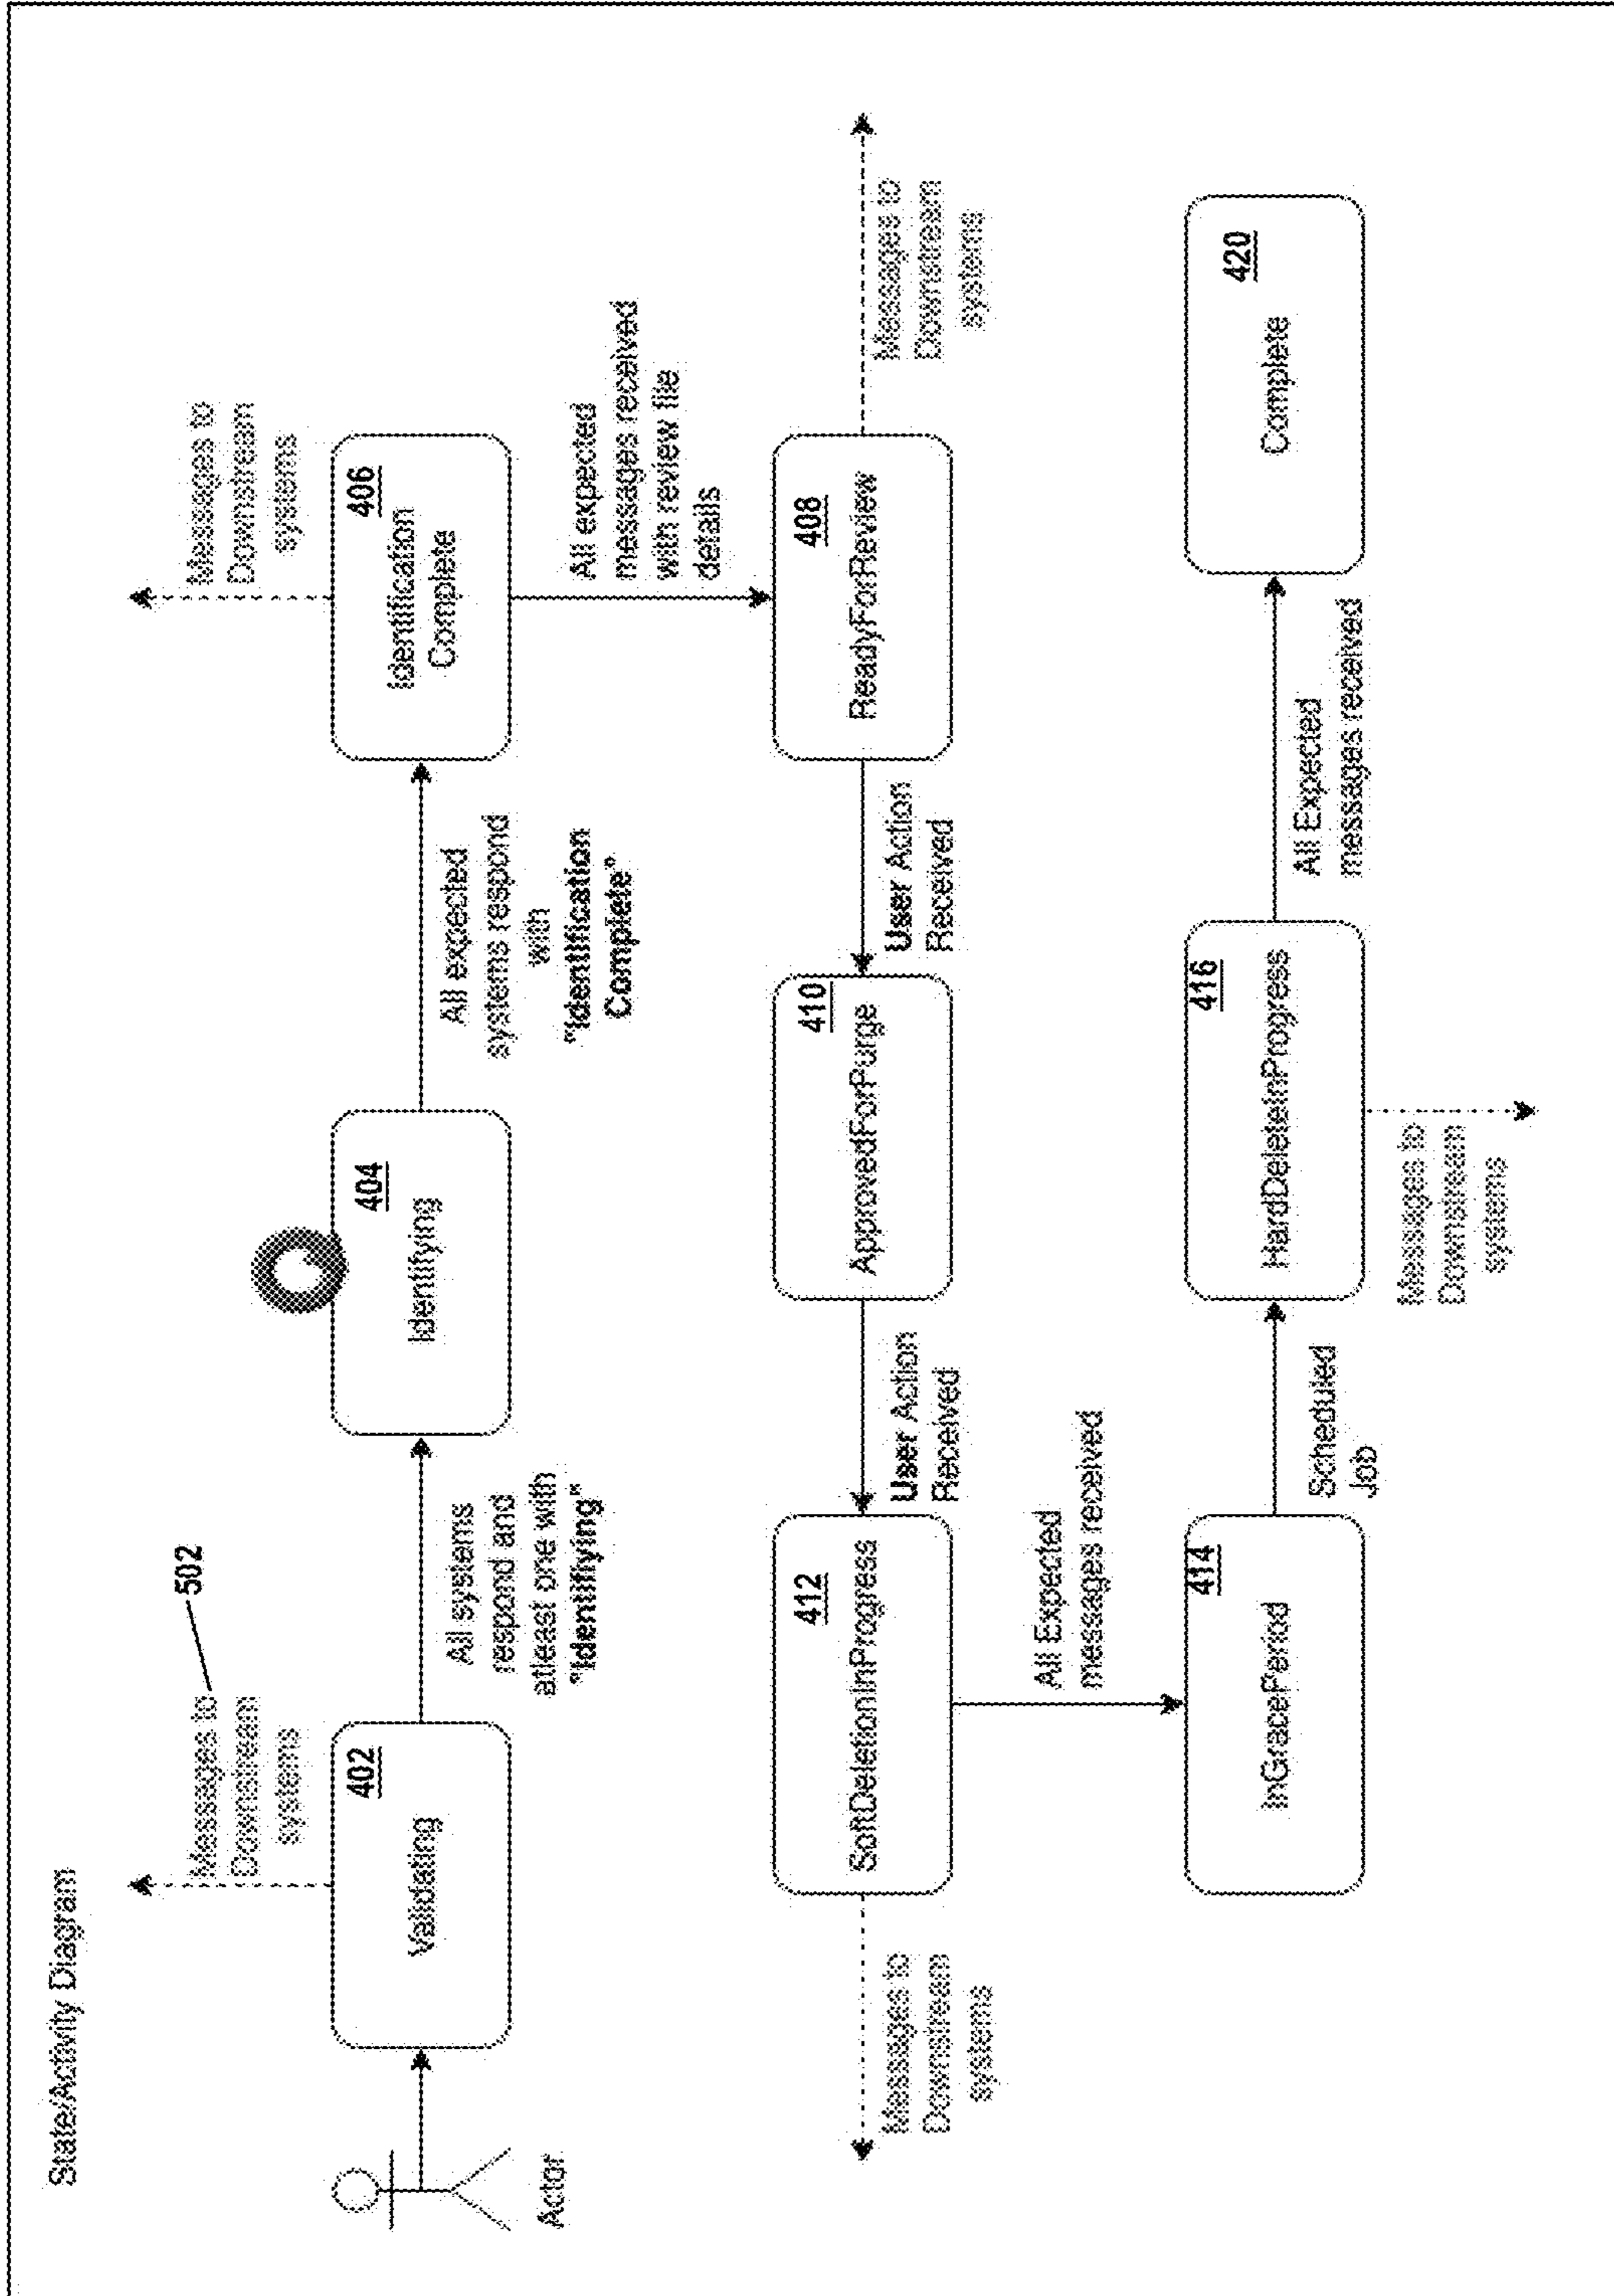 State/Activity Diagram
Messages to
Downstream
systems
502
Messages to
Downstream
systems
Actor
402
Validating
All systems
respond and
atleast one with
"Identifying"
404
Identifying
All expected
systems respond
with
"Identification
Complete"
406
Identification
Complete
All expected
messages received
with review file
details
Messages to
Downstream
systems
412
SoftDeletionInProgress
User Action
Received
410
ApprovedForPurge
User Action
Received
408
ReadyForReview
Messages to
Downstream
systems
All Expected
messages received
414
InGracePeriod
Scheduled
Job
416
HardDeleteInProgress
Messages to
Downstream
systems
All Expected
messages received
420
Complete